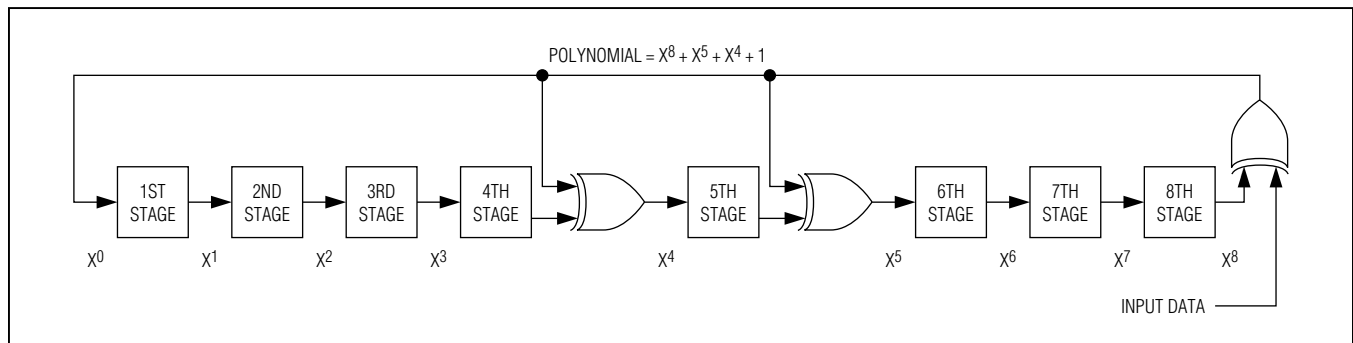 POLYNOMIAL = X⁸ + X⁵ + X⁴ + 1
1ST
STAGE
2ND
STAGE
3RD
STAGE
4TH
STAGE
5TH
STAGE
6TH
STAGE
7TH
STAGE
8TH
STAGE
X⁰
X¹
X²
X³
X⁴
X⁵
X⁶
X⁷
X⁸
INPUT DATA